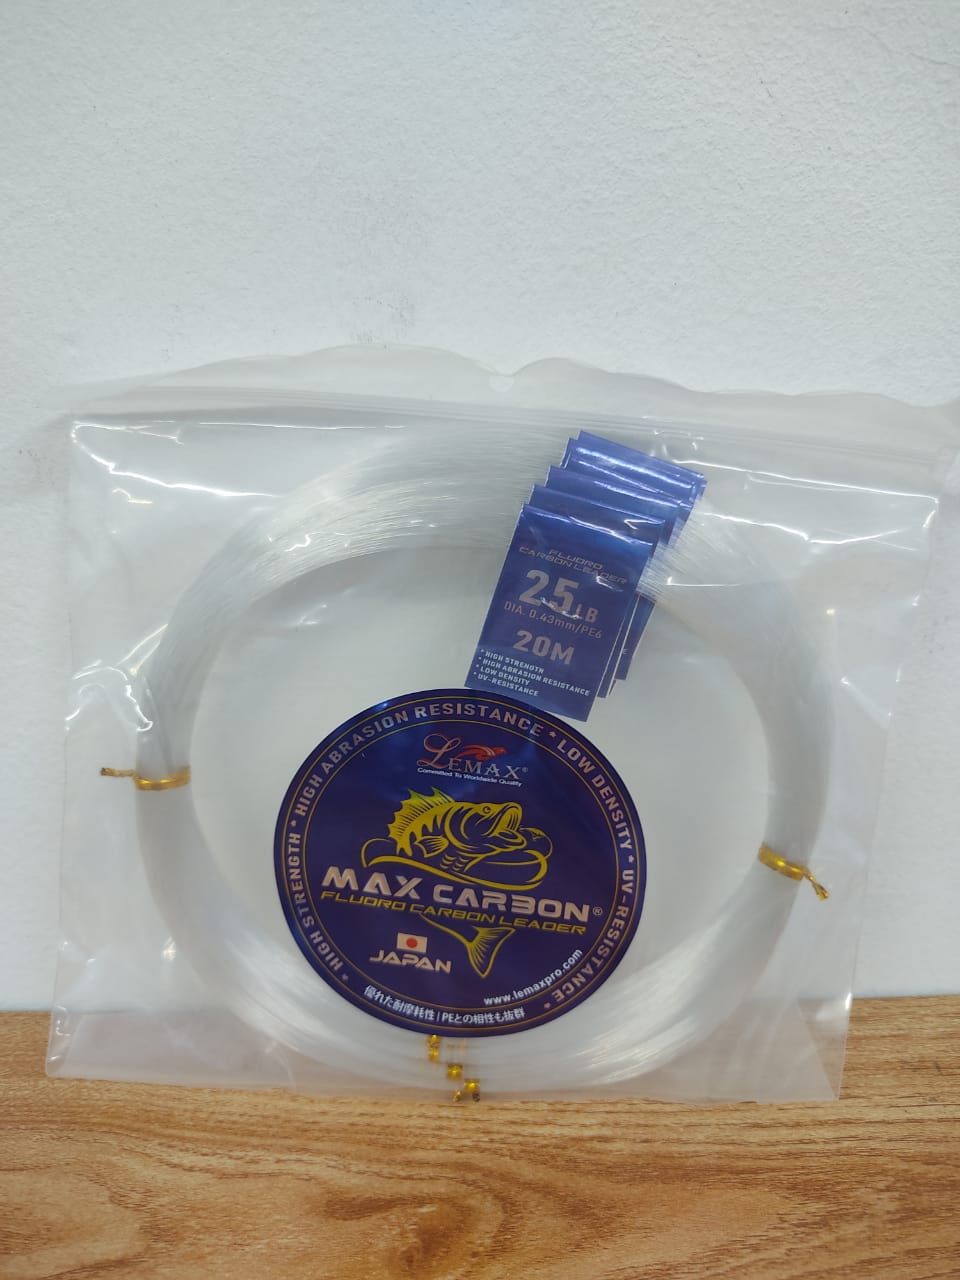 FLUORO
CARBON LEADER
25LB
DIA. 0.43mm/PE6
20M
* HIGH STRENGTH
* HIGH ABRASION RESISTANCE
* LOW DENSITY
* UV-RESISTANCE
* HIGH STRENGTH * HIGH ABRASION RESISTANCE * LOW DENSITY * UV-RESISTANCE *
LEMAX®
Committed To Worldwide Quality
MAX CARBON®
FLUORO CARBON LEADER
JAPAN
www.lemaxpro.com
優れた耐摩耗性 | PEとの相性も抜群